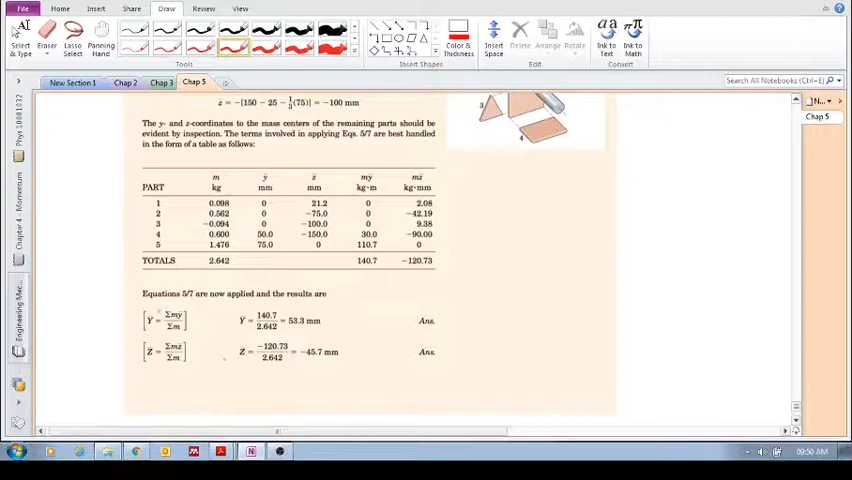 File Home Insert Share Draw Review View
Select & Type
Eraser
Lasso Select
Panning Hand
Color & Thickness
Insert Space
Delete
Arrange
Rotate
Ink to Text
Ink to Math
Tools
Insert Shapes
Edit
Convert
New Section 1 Chap 2 Chap 3 Chap 5
Search All Notebooks (Ctrl+E)
N...
Chap 5
Phys 10001032
Chapter 4 - Momentum
Engineering Mec...
z̄ = −[150 − 25 − 1/3(75)] = −100 mm
The y- and z-coordinates to the mass centers of the remaining parts should be
evident by inspection. The terms involved in applying Eqs. 5/7 are best handled
in the form of a table as follows:
3
4
m ȳ z̄ mȳ mz̄
PART kg mm mm kg·m kg·mm
1 0.098 0 21.2 0 2.08
2 0.562 0 −75.0 0 −42.19
3 −0.094 0 −100.0 0 9.38
4 0.600 50.0 −150.0 30.0 −90.00
5 1.476 75.0 0 110.7 0
TOTALS 2.642 140.7 −120.73
Equations 5/7 are now applied and the results are
[Ȳ = Σmȳ/Σm] Ȳ = 140.7/2.642 = 53.3 mm Ans.
[Z̄ = Σmz̄/Σm] Z̄ = −120.73/2.642 = −45.7 mm Ans.
09:50 AM